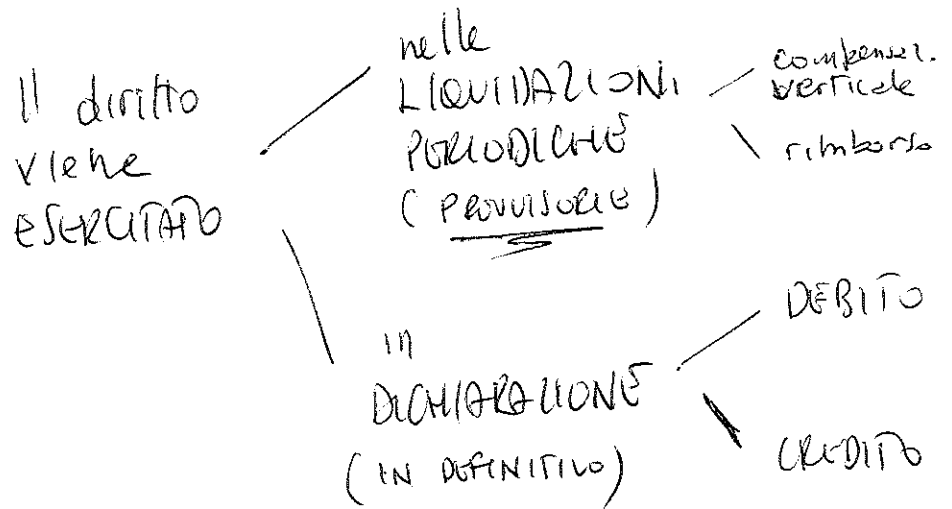 Il diritto
viene
ESERCITATO
nelle
LIQUIDAZIONI
PERIODICHE
(PROVVISORIE)
compensaz.
verticale
rimborso
in
DICHIARAZIONE
(IN DEFINITIVO)
DEBITO
CREDITO